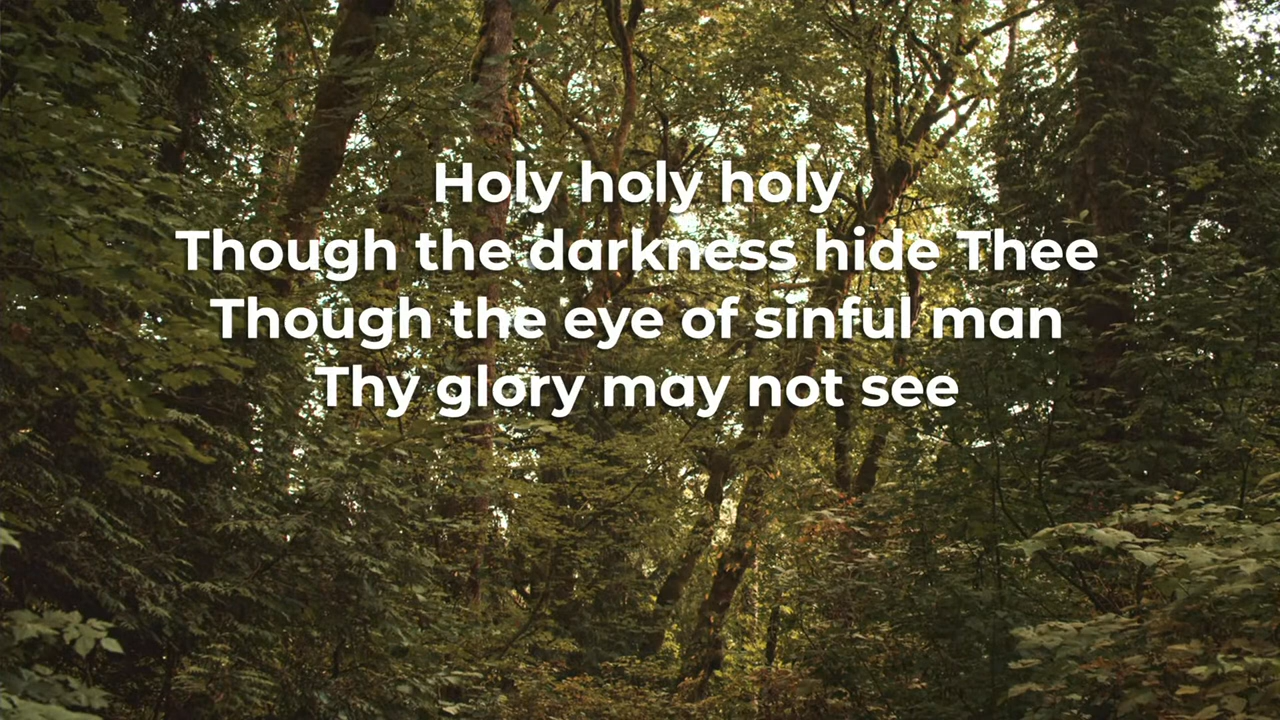 Holy holy holy
Though the darkness hide Thee
Though the eye of sinful man
Thy glory may not see